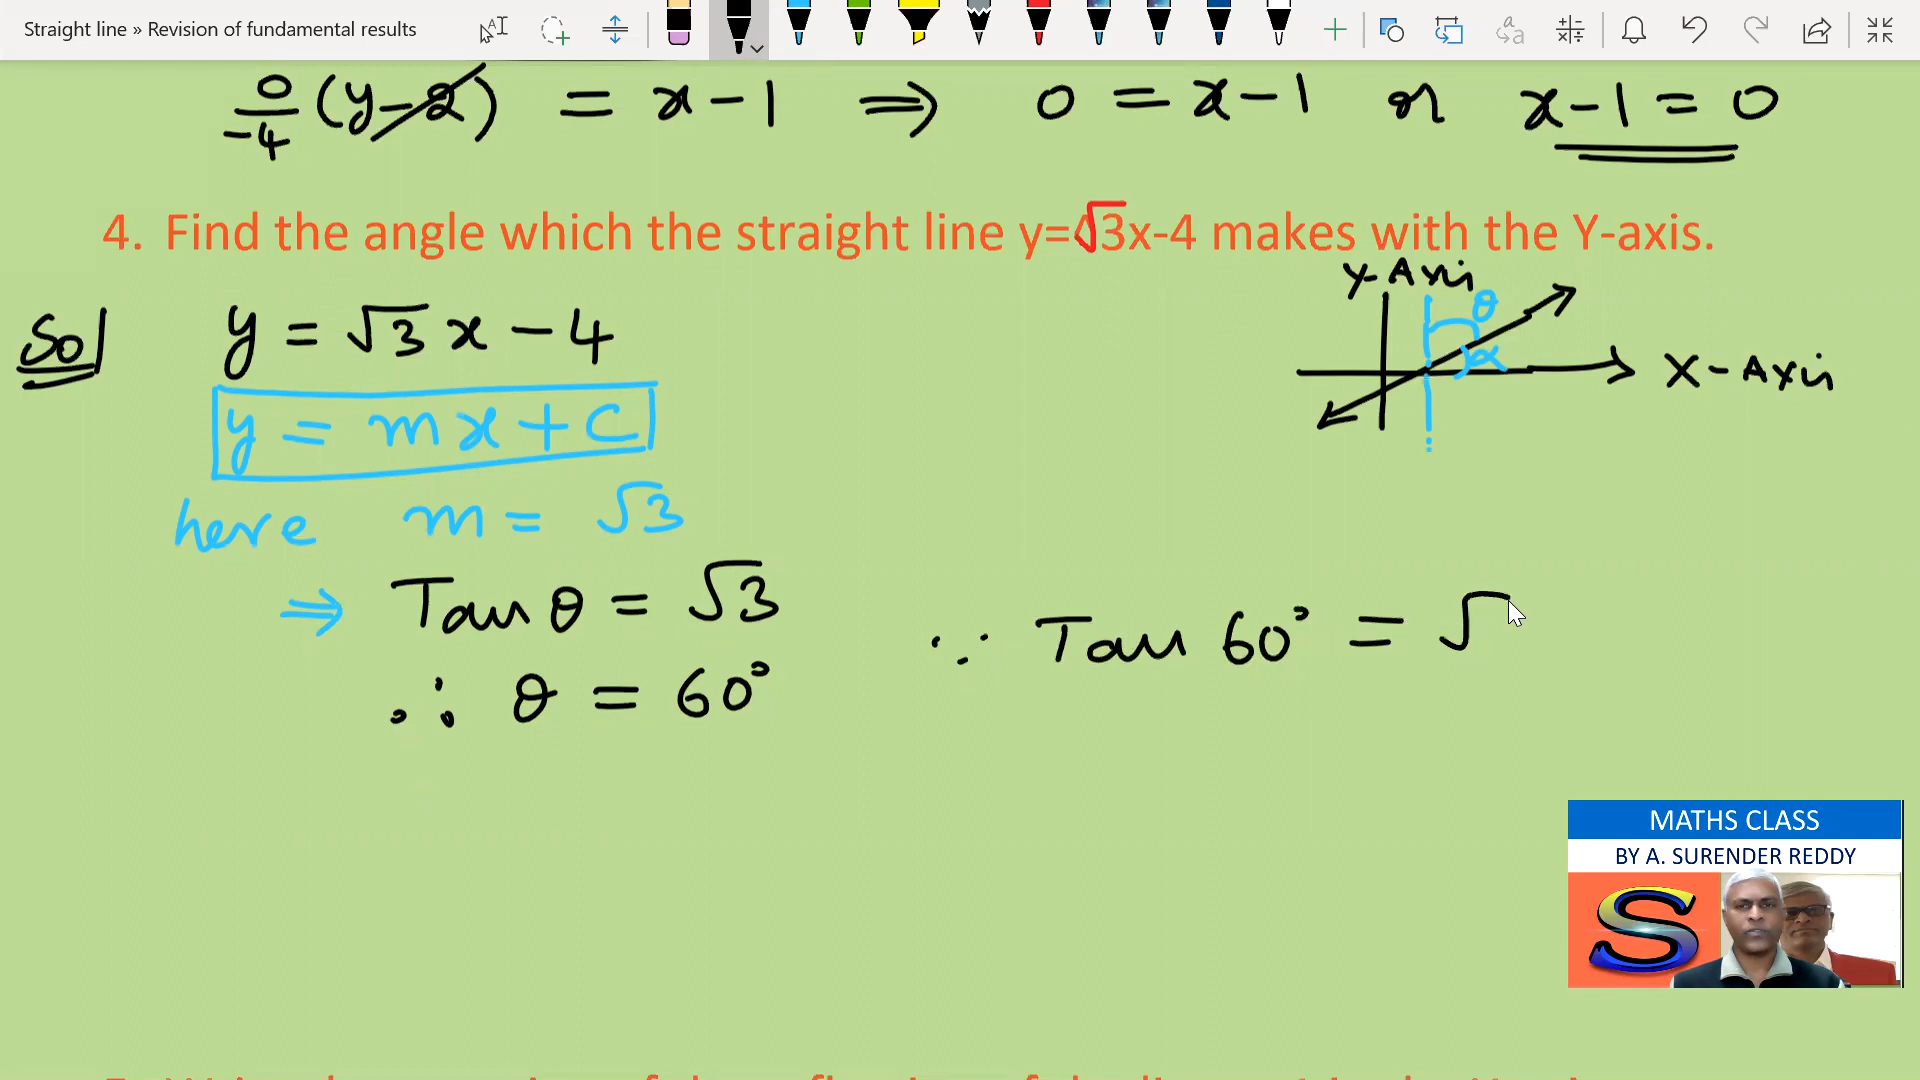 Straight line » Revision of fundamental results
0/-4 (y-2) = x-1 ⇒ 0 = x-1 or x-1 = 0
4. Find the angle which the straight line y=√3x-4 makes with the Y-axis.
Sol y = √3 x - 4
Y-Axis
θ
α
X-Axis
y = mx + c
here m = √3
⇒ Tan θ = √3
∵ Tan 60° = √
∴ θ = 60°
MATHS CLASS
BY A. SURENDER REDDY
S